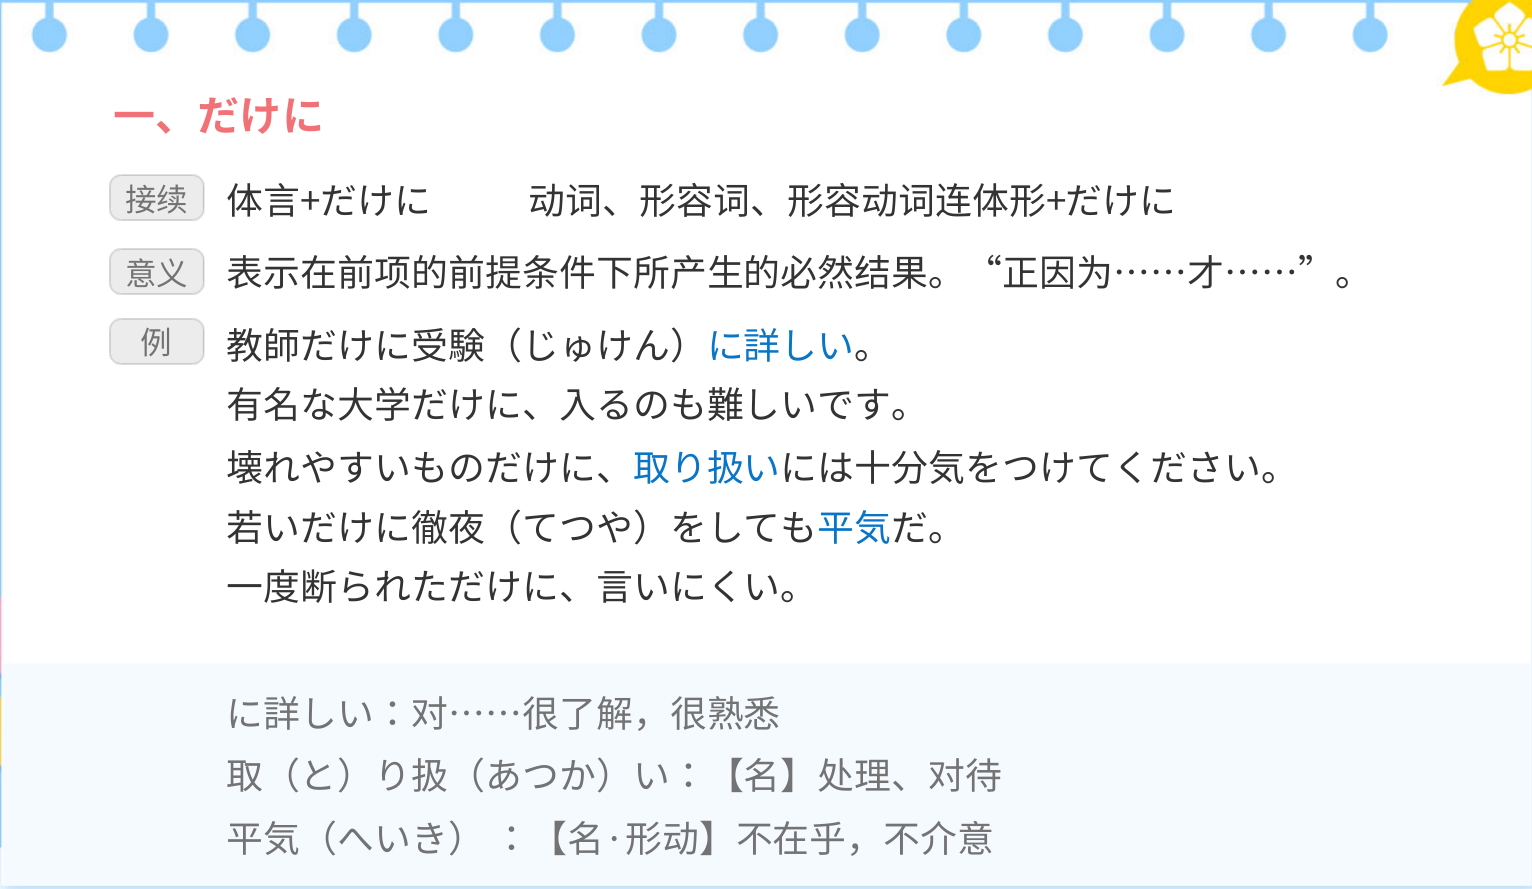 一、だけに
接续 体言+だけに 动词、形容词、形容动词连体形+だけに
意义 表示在前项的前提条件下所产生的必然结果。“正因为……才……”。
例 教師だけに受験（じゅけん）に詳しい。
有名な大学だけに、入るのも難しいです。
壊れやすいものだけに、取り扱いには十分気をつけてください。
若いだけに徹夜（てつや）をしても平気だ。
一度断られただけに、言いにくい。
に詳しい：对……很了解，很熟悉
取（と）り扱（あつか）い：【名】处理、对待
平気（へいき）：【名·形动】不在乎，不介意